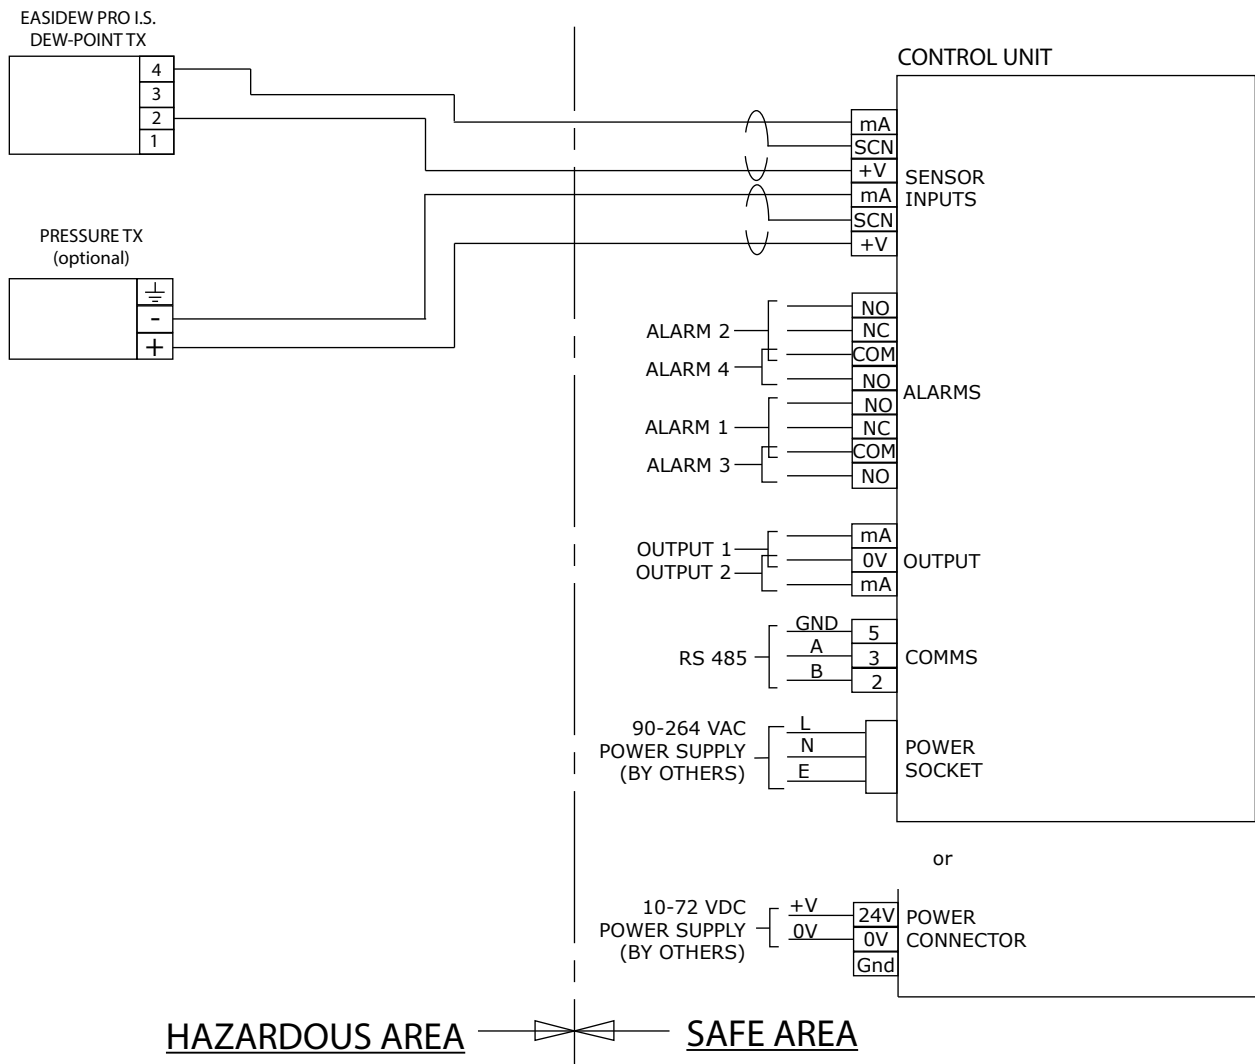 EASIDEW PRO I.S.
DEW-POINT TX
4
3
2
1
PRESSURE TX
(optional)
-
+
CONTROL UNIT
mA
SCN
+V
mA
SCN
+V
SENSOR
INPUTS
ALARM 2
ALARM 4
ALARM 1
ALARM 3
NO
NC
COM
NO
NO
NC
COM
NO
ALARMS
OUTPUT 1
OUTPUT 2
mA
0V
mA
OUTPUT
RS 485
GND
A
B
5
3
2
COMMS
90-264 VAC
POWER SUPPLY
(BY OTHERS)
L
N
E
POWER
SOCKET
or
10-72 VDC
POWER SUPPLY
(BY OTHERS)
+V
0V
24V
0V
Gnd
POWER
CONNECTOR
HAZARDOUS AREA
SAFE AREA